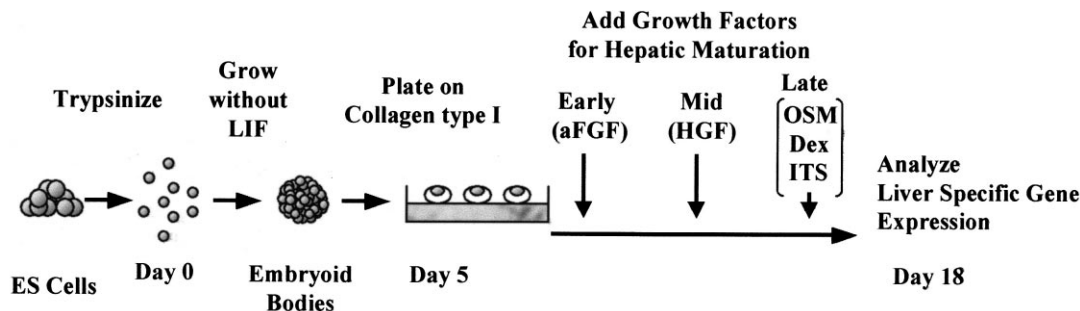 Add Growth Factors
for Hepatic Maturation
Trypsinize
Grow
without
LIF
Plate on
Collagen type I
Early
(aFGF)
Mid
(HGF)
Late
OSM
Dex
ITS
Analyze
Liver Specific Gene
Expression
ES Cells
Day 0
Embryoid
Bodies
Day 5
Day 18